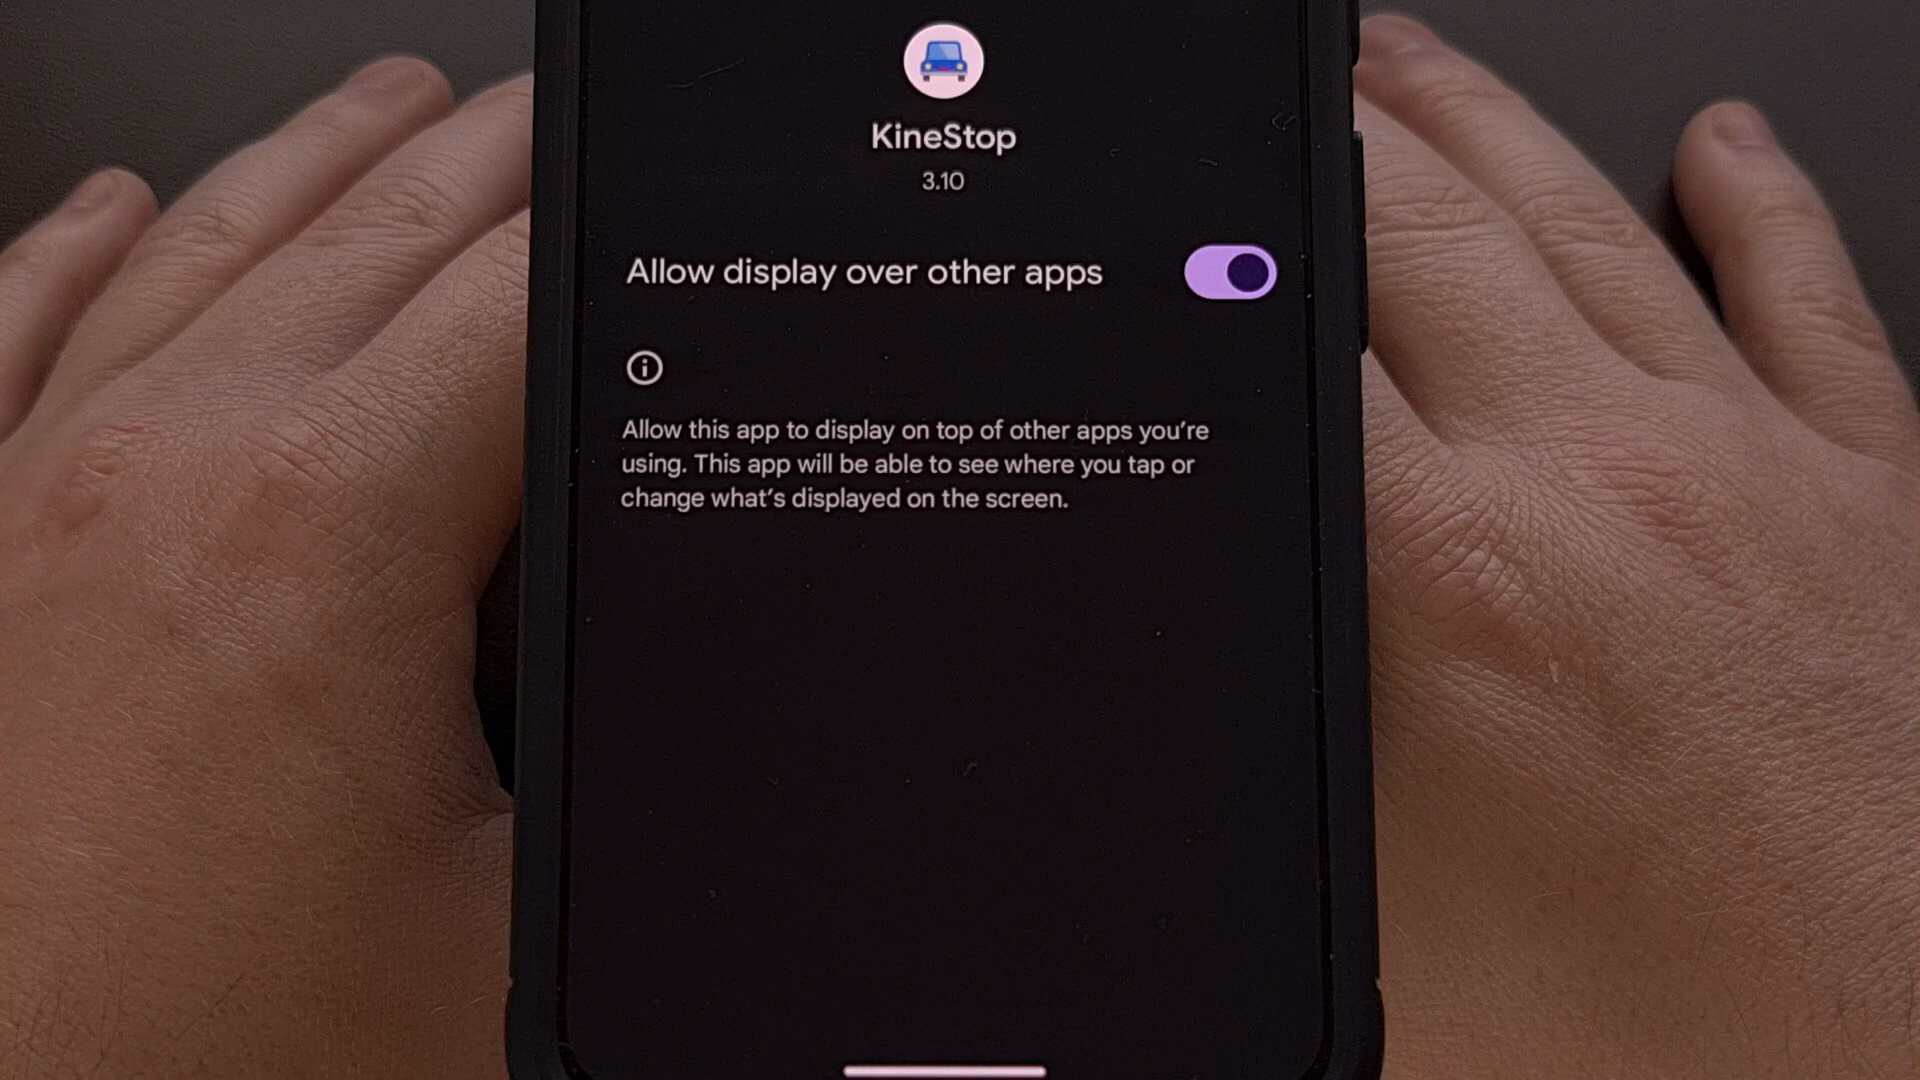 KineStop
3.10
Allow display over other apps
Allow this app to display on top of other apps you're
using. This app will be able to see where you tap or
change what's displayed on the screen.